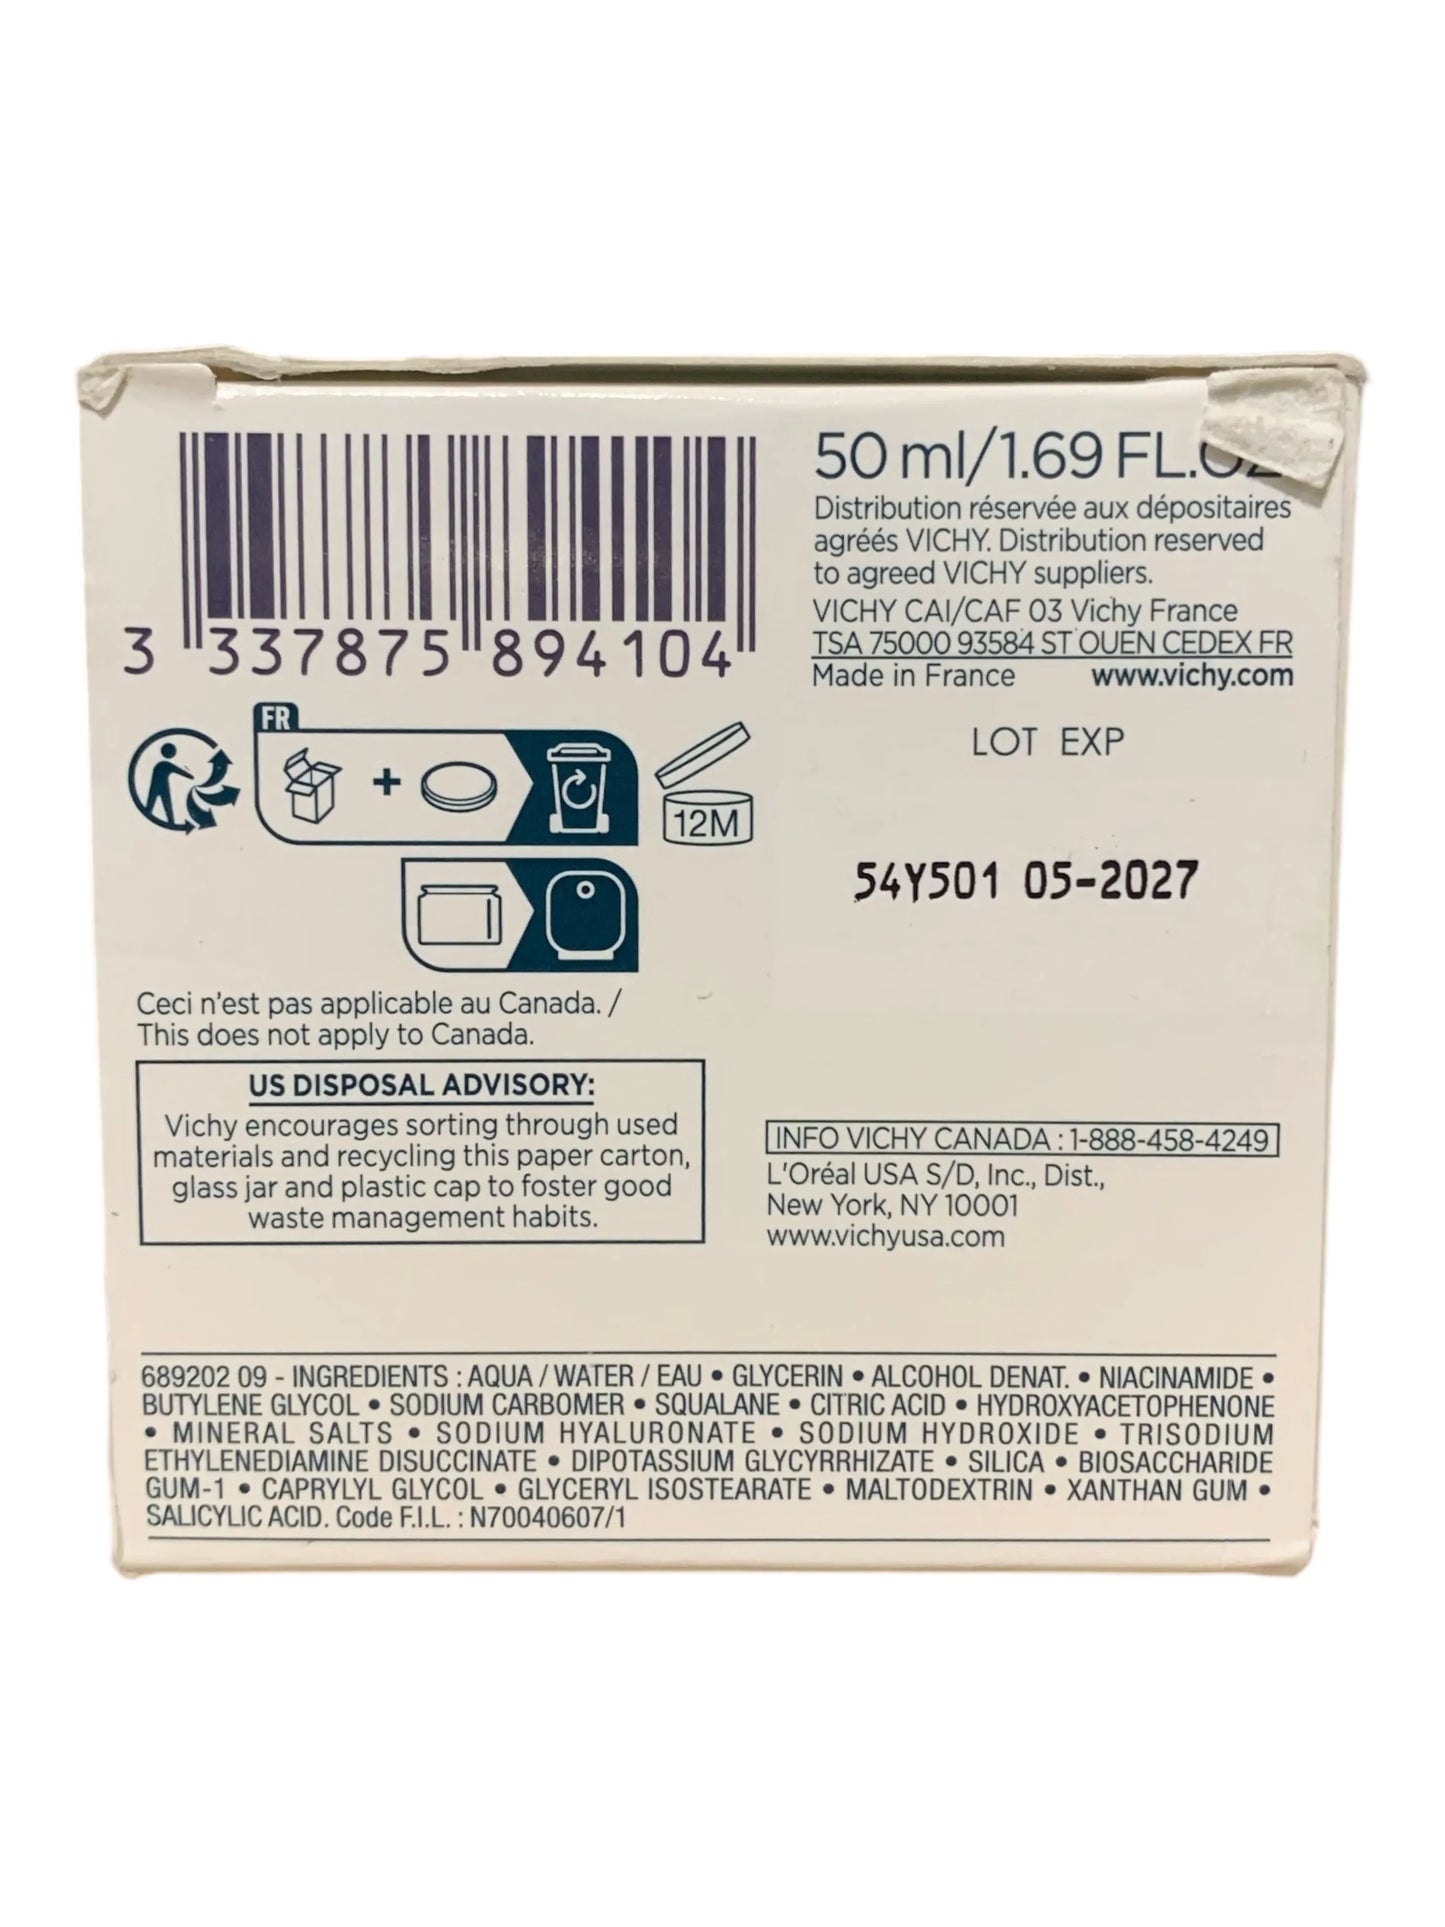 50 ml/1.69 FL.OZ
Distribution réservée aux dépositaires
agréés VICHY. Distribution reserved
to agreed VICHY suppliers.
VICHY CAI/CAF 03 Vichy France
TSA 75000 93584 ST OUEN CEDEX FR
Made in France www.vichy.com
3 337875 894104
FR
12M
LOT EXP
54Y501 05-2027
Ceci n'est pas applicable au Canada. /
This does not apply to Canada.
US DISPOSAL ADVISORY:
Vichy encourages sorting through used
materials and recycling this paper carton,
glass jar and plastic cap to foster good
waste management habits.
INFO VICHY CANADA : 1-888-458-4249
L'Oréal USA S/D, Inc., Dist.,
New York, NY 10001
www.vichyusa.com
689202 09 - INGREDIENTS : AQUA / WATER / EAU • GLYCERIN • ALCOHOL DENAT. • NIACINAMIDE •
BUTYLENE GLYCOL • SODIUM CARBOMER • SQUALANE • CITRIC ACID • HYDROXYACETOPHENONE
• MINERAL SALTS • SODIUM HYALURONATE • SODIUM HYDROXIDE • TRISODIUM
ETHYLENEDIAMINE DISUCCINATE • DIPOTASSIUM GLYCYRRHIZATE • SILICA • BIOSACCHARIDE
GUM-1 • CAPRYLYL GLYCOL • GLYCERYL ISOSTEARATE • MALTODEXTRIN • XANTHAN GUM •
SALICYLIC ACID. Code F.I.L. : N70040607/1